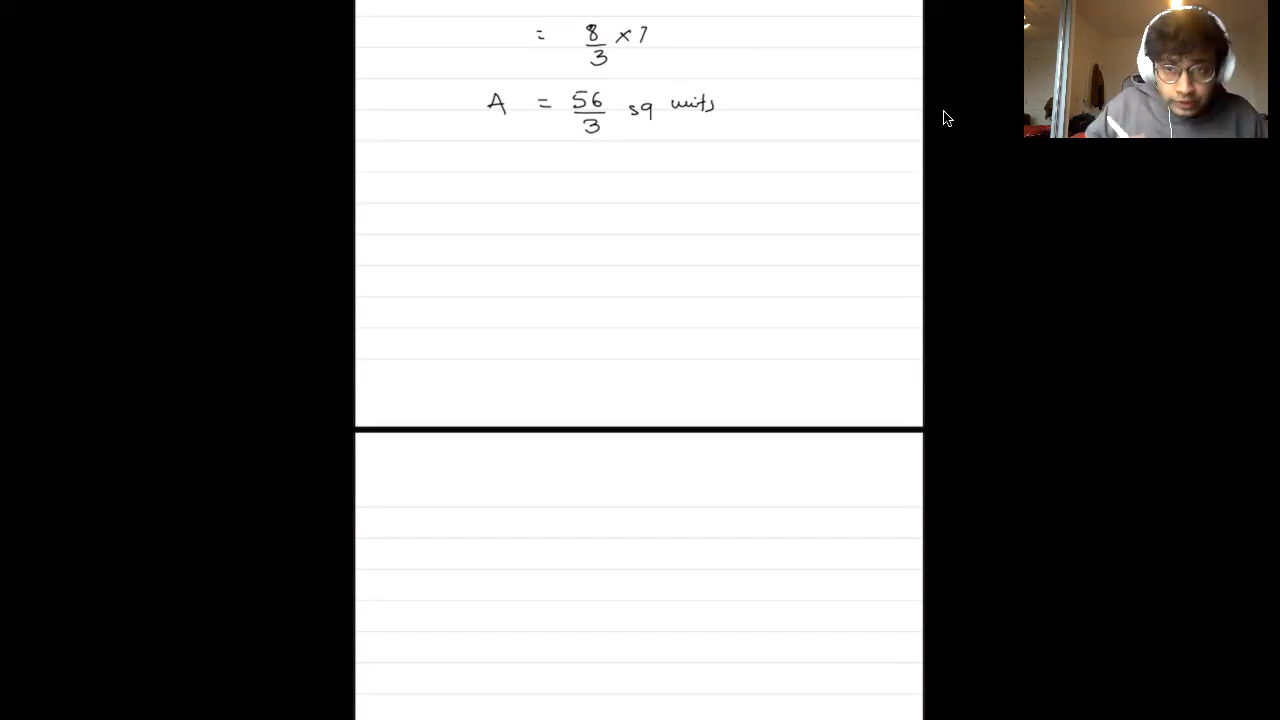 = 8/3 × 7
A = 56/3 sq units